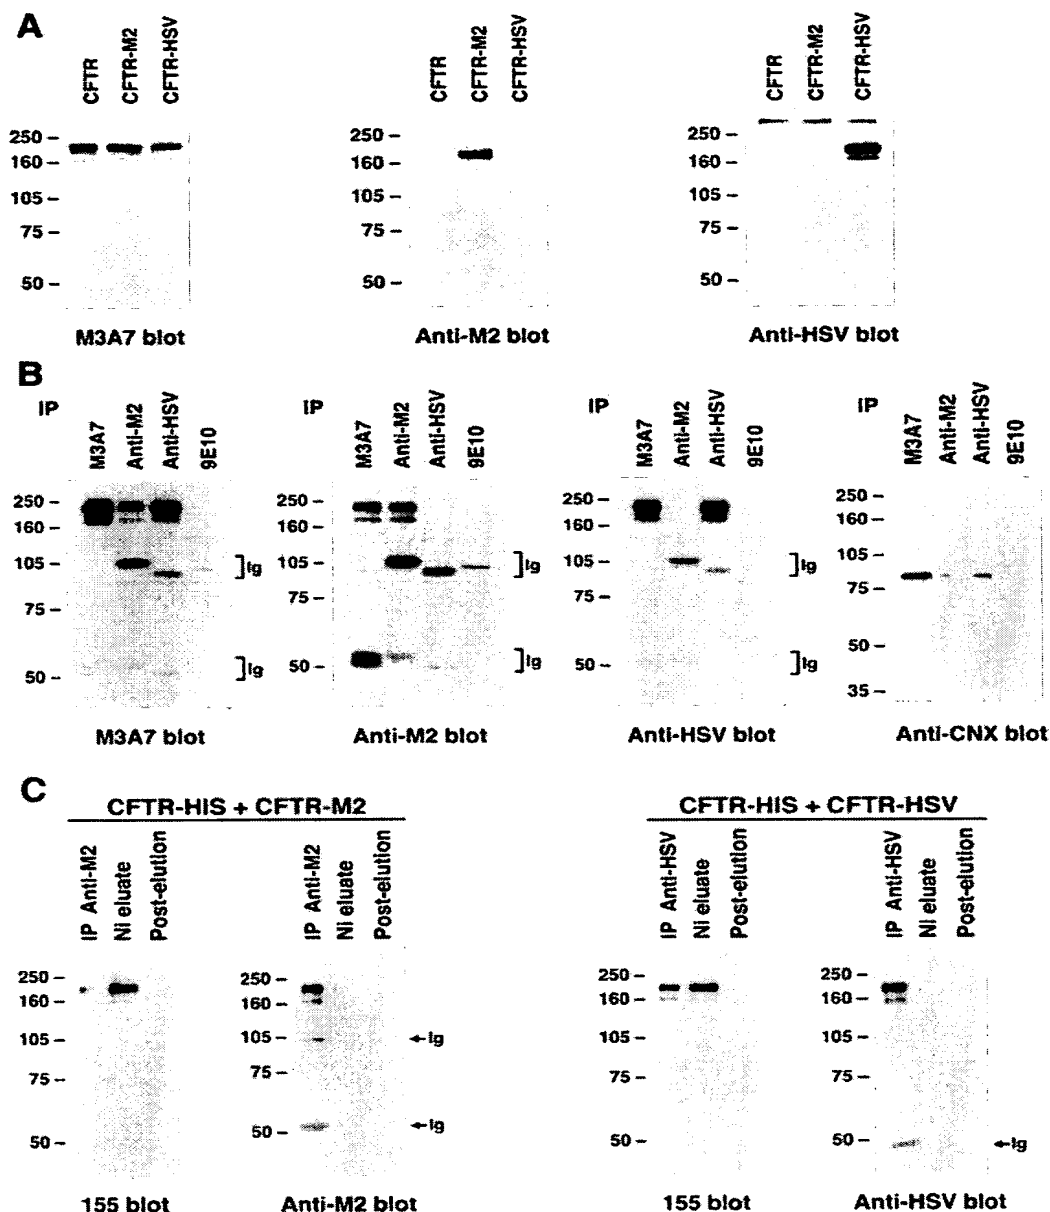 A
CFTR
CFTR-M2
CFTR-HSV
250
160
105
75
50
M3A7 blot
CFTR
CFTR-M2
CFTR-HSV
250
160
105
75
50
Anti-M2 blot
CFTR
CFTR-M2
CFTR-HSV
250
160
105
75
50
Anti-HSV blot
B
IP
M3A7
Anti-M2
Anti-HSV
9E10
250
160
105
75
50
Ig
Ig
M3A7 blot
IP
M3A7
Anti-M2
Anti-HSV
9E10
250
160
105
75
50
Ig
Ig
Anti-M2 blot
IP
M3A7
Anti-M2
Anti-HSV
9E10
250
160
105
75
50
Ig
Ig
Anti-HSV blot
IP
M3A7
Anti-M2
Anti-HSV
9E10
250
160
105
75
50
35
Anti-CNX blot
C
CFTR-HIS + CFTR-M2
IP Anti-M2
Ni eluate
Post-elution
250
160
105
75
50
155 blot
IP Anti-M2
Ni eluate
Post-elution
250
160
105
75
50
Ig
Ig
Anti-M2 blot
CFTR-HIS + CFTR-HSV
IP Anti-HSV
Ni eluate
Post-elution
250
160
105
75
50
155 blot
IP Anti-HSV
Ni eluate
Post-elution
250
160
105
75
50
Ig
Anti-HSV blot